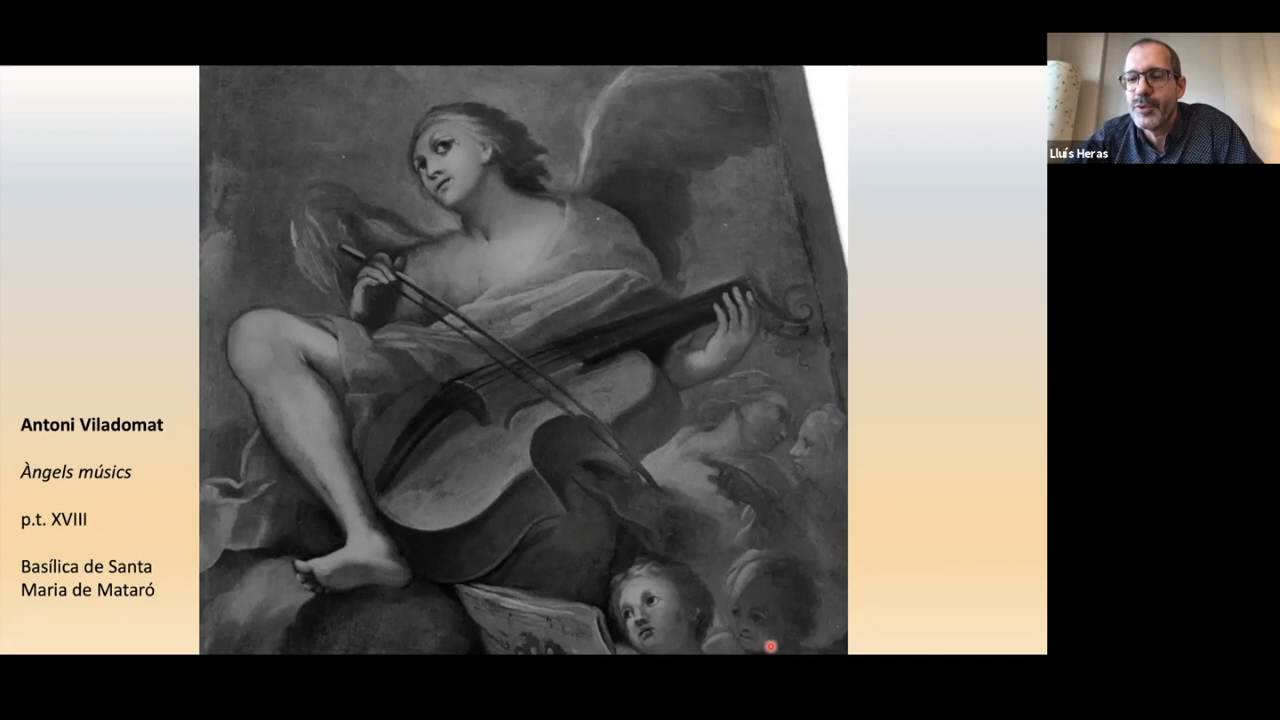 Antoni Viladomat
Àngels músics
p.t. XVIII
Basílica de Santa
Maria de Mataró
Lluís Heras